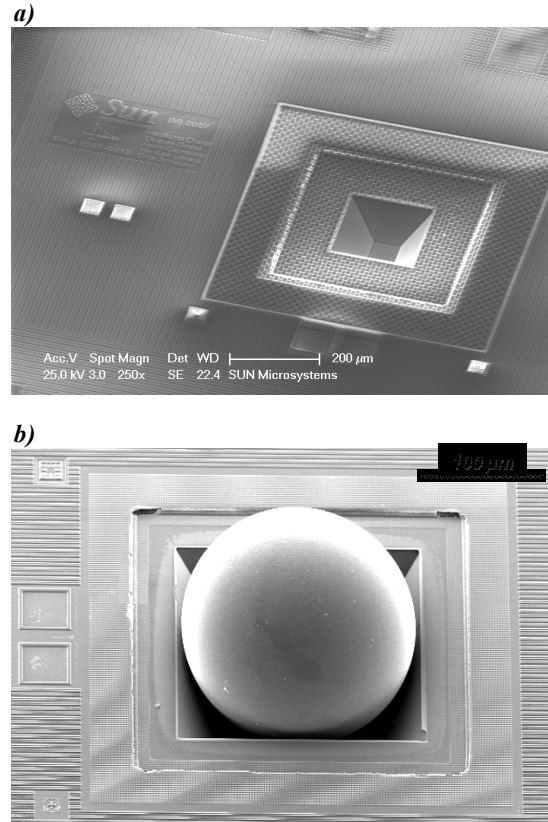 a)
Sun (M) 2007
Acc.V Spot Magn Det WD 200 µm
25.0 kV 3.0 250x SE 22.4 SUN Microsystems
b)
100 µm